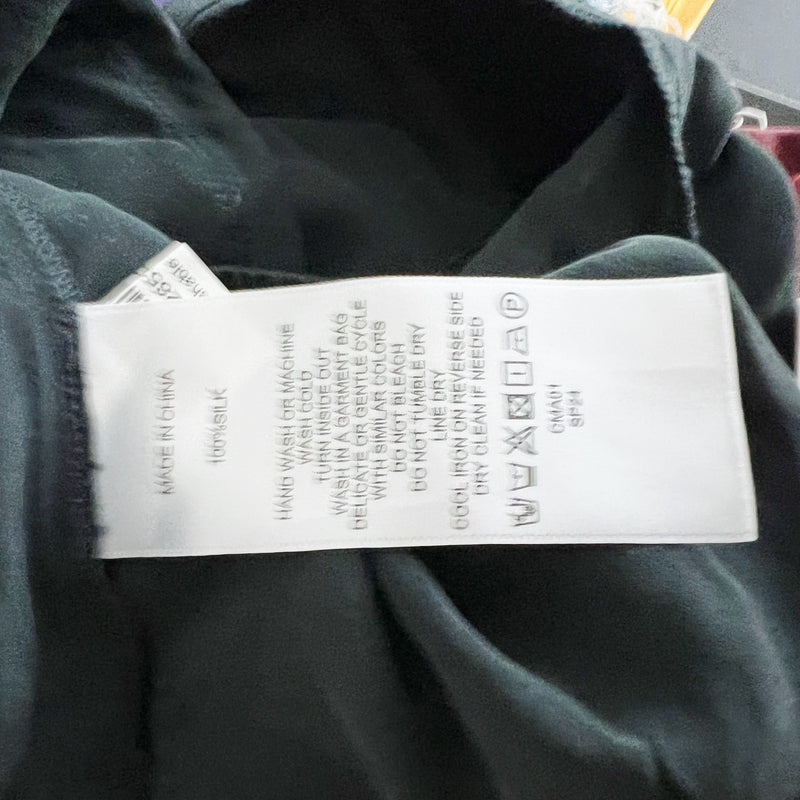 MADE IN CHINA
100%SILK
HAND WASH OR MACHINE
WASH COLD
TURN INSIDE OUT
WASH IN A GARMENT BAG
DELICATE OR GENTLE CYCLE
WITH SIMILAR COLORS
DO NOT BLEACH
DO NOT TUMBLE DRY
LINE DRY
COOL IRON ON REVERSE SIDE
DRY CLEAN IF NEEDED
P
GMA01
SP21